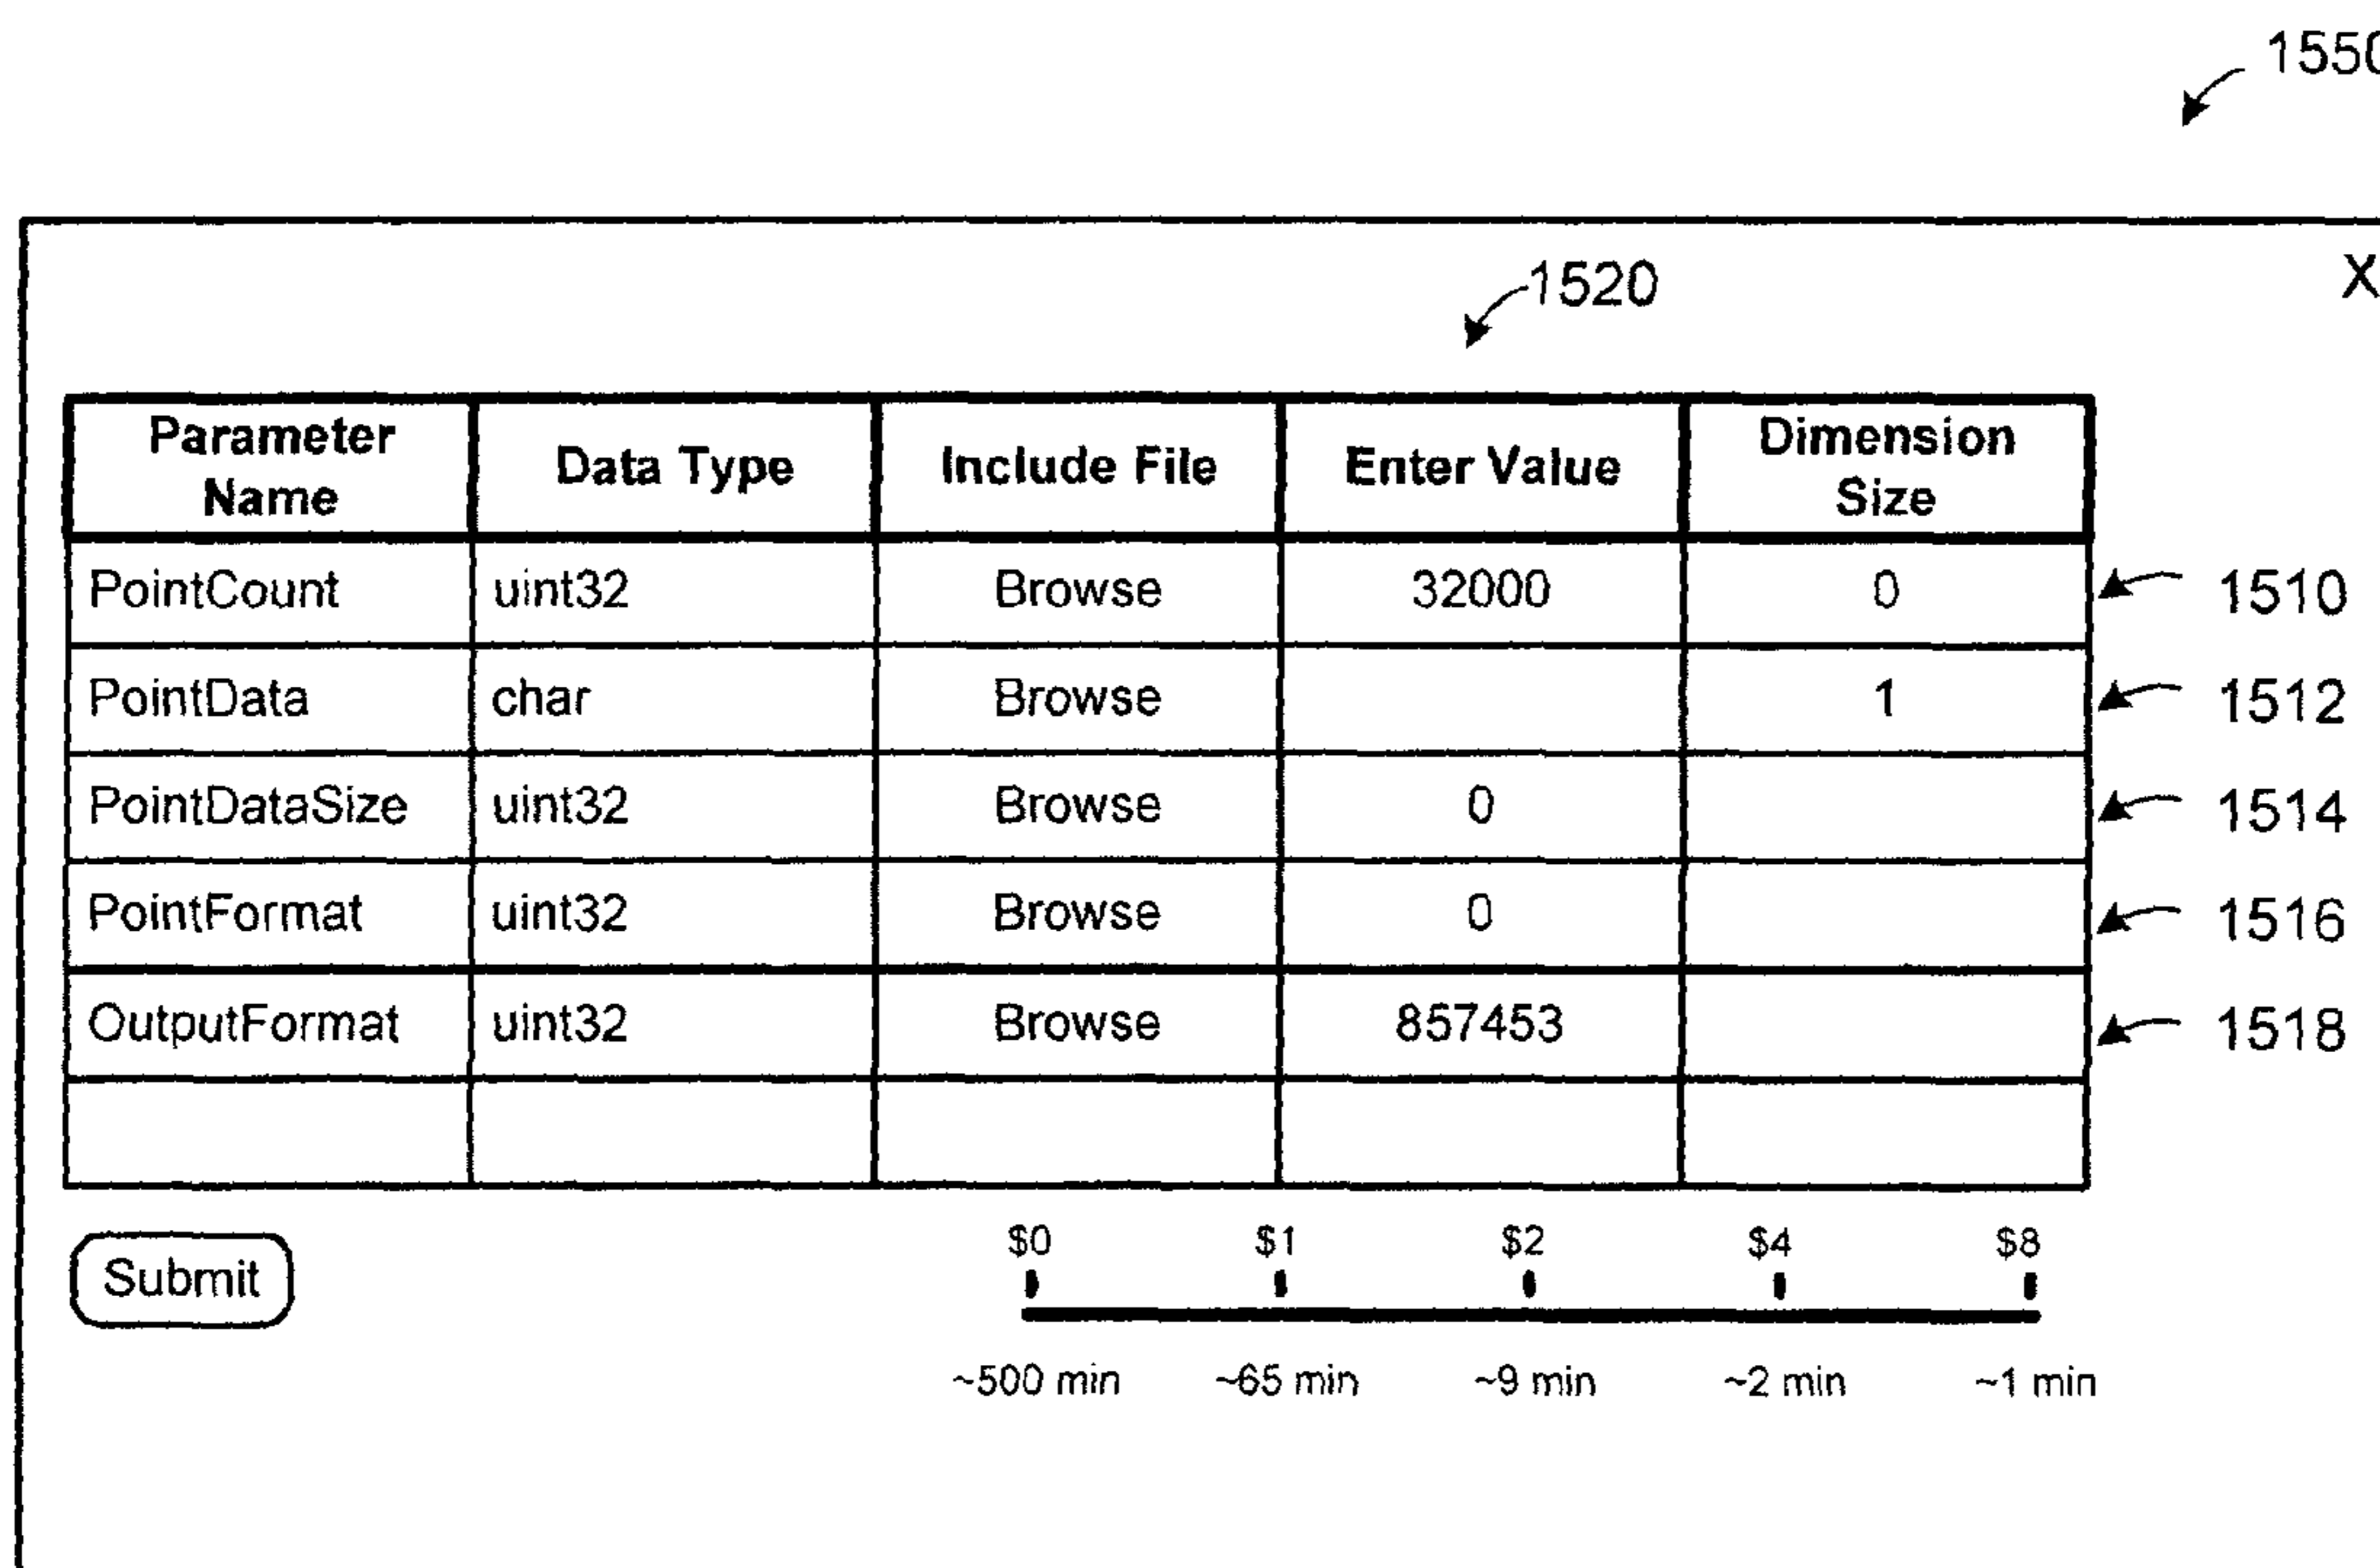 1550
1520
X
Parameter Name Data Type Include File Enter Value Dimension Size
PointCount uint32 Browse 32000 0 1510
PointData char Browse 1 1512
PointDataSize uint32 Browse 0 1514
PointFormat uint32 Browse 0 1516
OutputFormat uint32 Browse 857453 1518
$0 $1 $2 $4 $8
Submit
~500 min ~65 min ~9 min ~2 min ~1 min